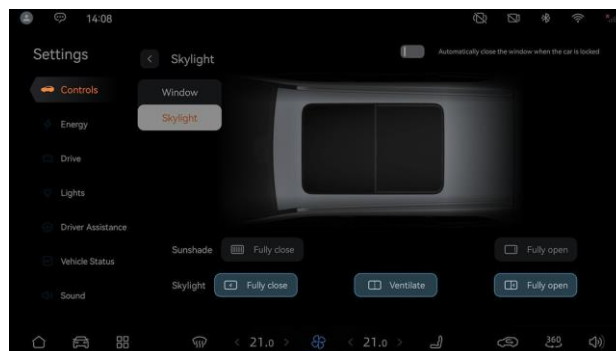 14:08
Settings
Skylight
Automatically close the window when the car is locked
Controls
Window
Skylight
Energy
Drive
Lights
Driver Assistance
Vehicle Status
Sound
Sunshade
Fully close
Fully open
Skylight
Fully close
Ventilate
Fully open
< 21.0 >
< 21.0 >
360